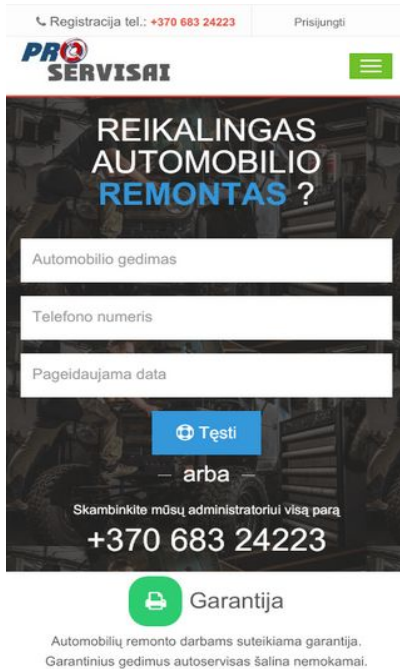 Registracija tel.: +370 683 24223 Prisijungti
PRO
SERVISAI
REIKALINGAS
AUTOMOBILIO
REMONTAS ?
Automobilio gedimas
Telefono numeris
Pageidaujama data
Tęsti
arba
Skambinkite mūsų administratoriui visą parą
+370 683 24223
Garantija
Automobilių remonto darbams suteikiama garantija.
Garantinius gedimus autoservisas šalina nemokamai.